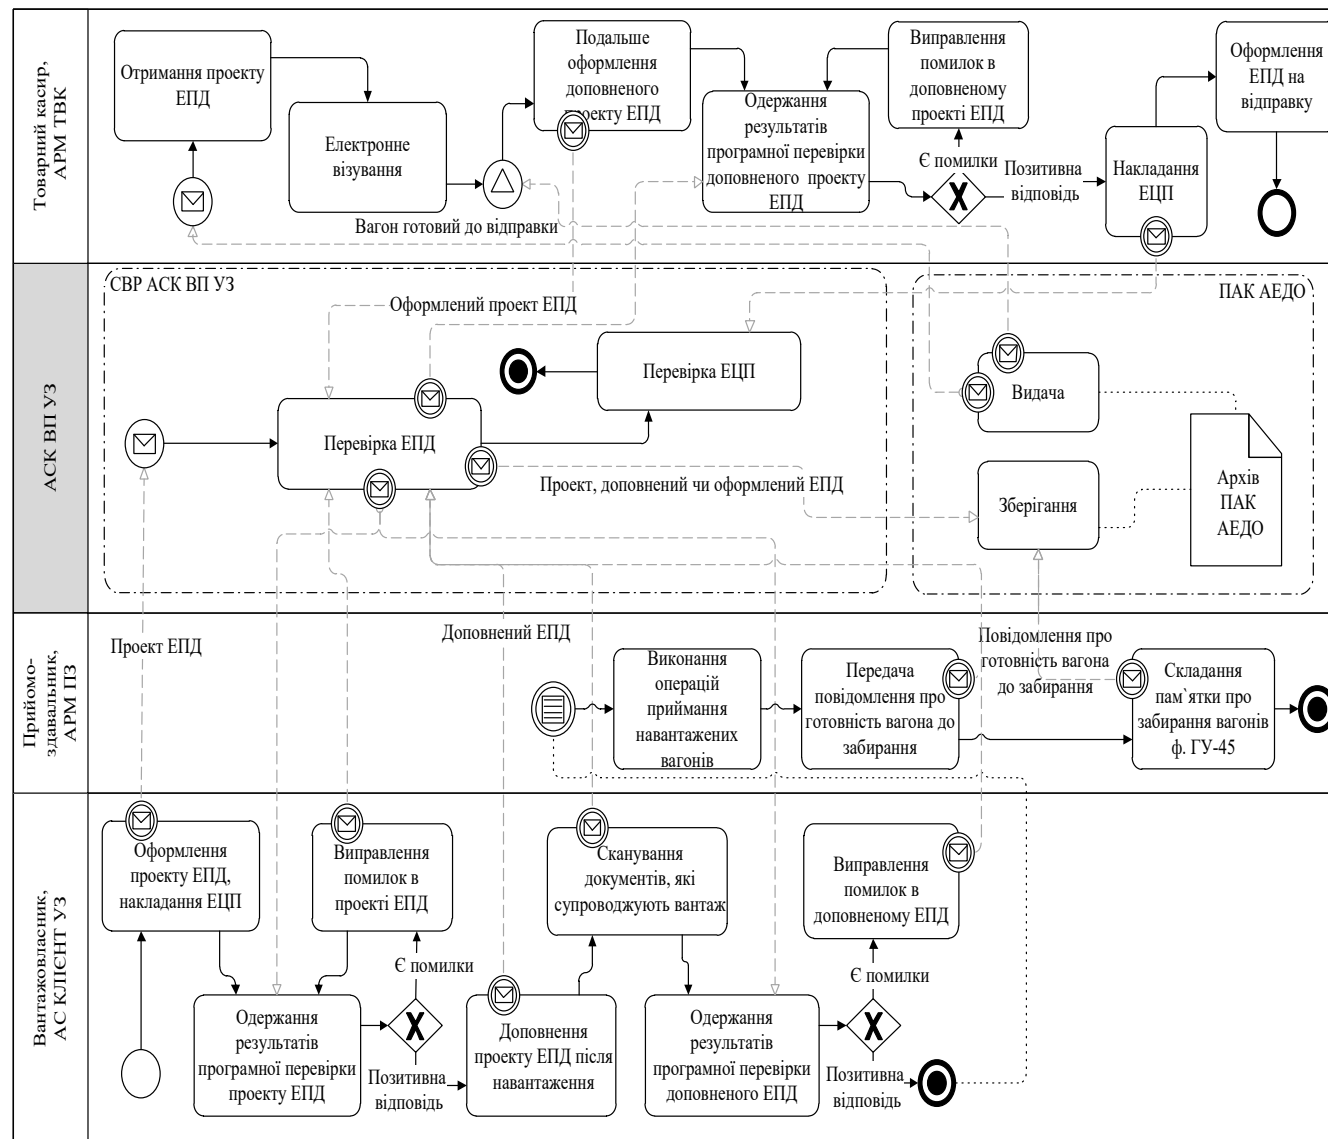 Товарний касир,
АРМ ТВК
Отримання проекту
ЕПД
Електронне
візування
Вагон готовий до відправки
Подальше
оформлення
доповненого
проекту ЕПД
Одержання
результатів
програмної перевірки
доповненого проекту
ЕПД
Виправлення
помилок в
доповненому
проекті ЕПД
Є помилки
Позитивна
відповідь
Накладання
ЕЦП
Оформлення
ЕПД на
відправку
АСК ВП УЗ
СВР АСК ВП УЗ
Оформлений проект ЕПД
Перевірка ЕЦП
Перевірка ЕПД
Проект, доповнений чи оформлений ЕПД
ПАК АЕДО
Видача
Зберігання
Архів
ПАК
АЕДО
Прийомо-
здавальник,
АРМ ПЗ
Проект ЕПД
Доповнений ЕПД
Виконання
операцій
приймання
навантажених
вагонів
Передача
повідомлення про
готовність вагона до
забирання
Повідомлення про
готовність вагона
до забирання
Складання
пам`ятки про
забирання вагонів
ф. ГУ-45
Вантажовласник,
АС КЛІЄНТ УЗ
Оформлення
проекту ЕПД,
накладання ЕЦП
Виправлення
помилок в
проекті ЕПД
Є помилки
Одержання
результатів
програмної перевірки
проекту ЕПД
Позитивна
відповідь
Доповнення
проекту ЕПД після
навантаження
Сканування
документів, які
супроводжують вантаж
Одержання
результатів
програмної перевірки
доповненого ЕПД
Виправлення
помилок в
доповненому ЕПД
Є помилки
Позитивна
відповідь